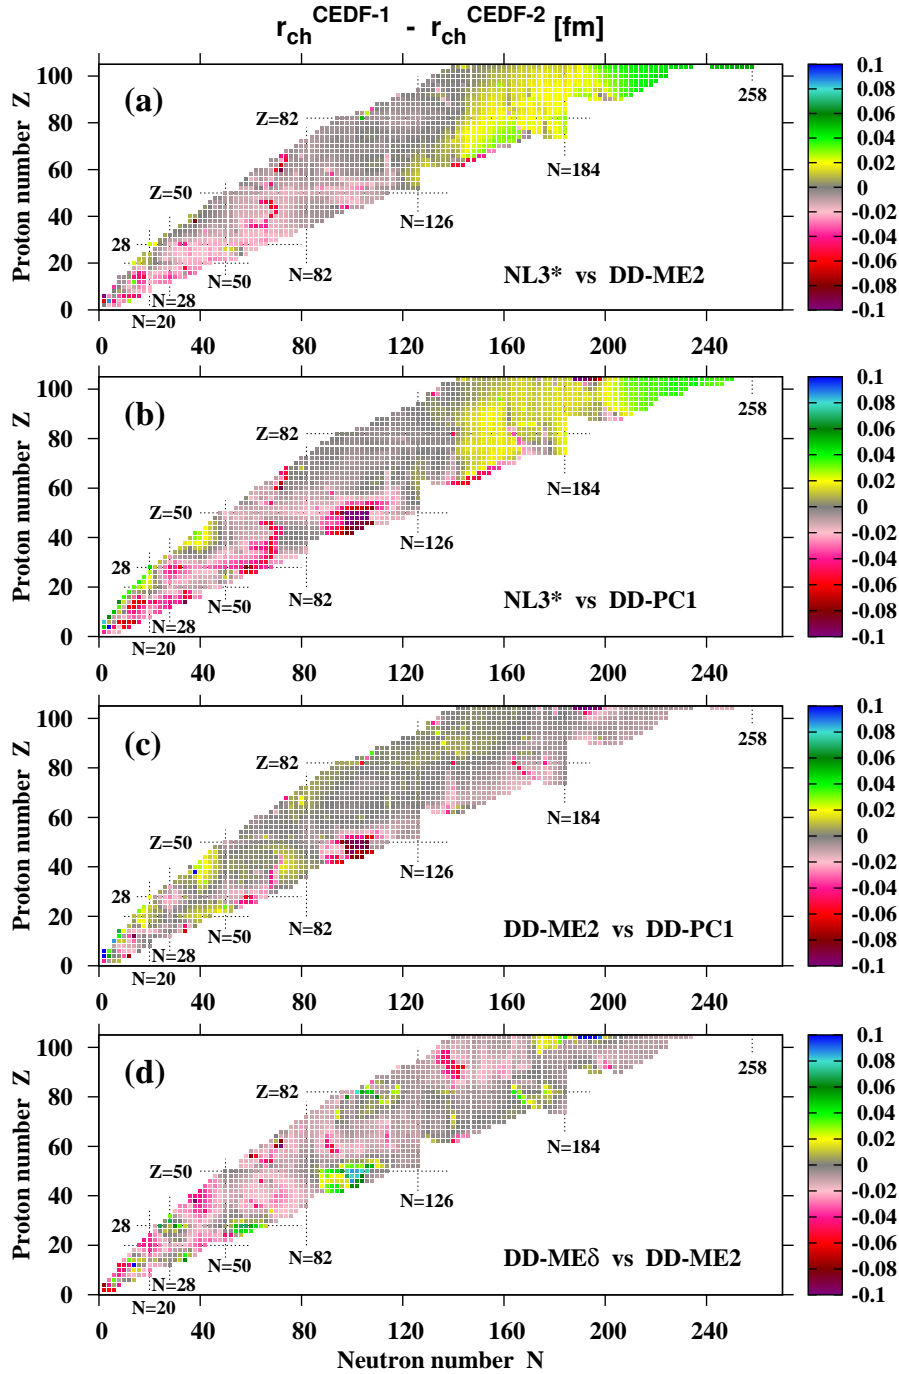 r_ch^CEDF-1 - r_ch^CEDF-2 [fm]
(a)
Proton number Z
100
80
60
40
20
0
Z=82
Z=50
28
N=20
N=28
N=50
N=82
N=126
N=184
258
NL3* vs DD-ME2
0 40 80 120 160 200 240
0.1
0.08
0.06
0.04
0.02
0
-0.02
-0.04
-0.06
-0.08
-0.1
(b)
Proton number Z
100
80
60
40
20
0
Z=82
Z=50
28
N=20
N=28
N=50
N=82
N=126
N=184
258
NL3* vs DD-PC1
0 40 80 120 160 200 240
0.1
0.08
0.06
0.04
0.02
0
-0.02
-0.04
-0.06
-0.08
-0.1
(c)
Proton number Z
100
80
60
40
20
0
Z=82
Z=50
28
N=20
N=28
N=50
N=82
N=126
N=184
258
DD-ME2 vs DD-PC1
0 40 80 120 160 200 240
0.1
0.08
0.06
0.04
0.02
0
-0.02
-0.04
-0.06
-0.08
-0.1
(d)
Proton number Z
100
80
60
40
20
0
Z=82
Z=50
28
N=20
N=28
N=50
N=82
N=126
N=184
258
DD-MEδ vs DD-ME2
0 40 80 120 160 200 240
Neutron number N
0.1
0.08
0.06
0.04
0.02
0
-0.02
-0.04
-0.06
-0.08
-0.1